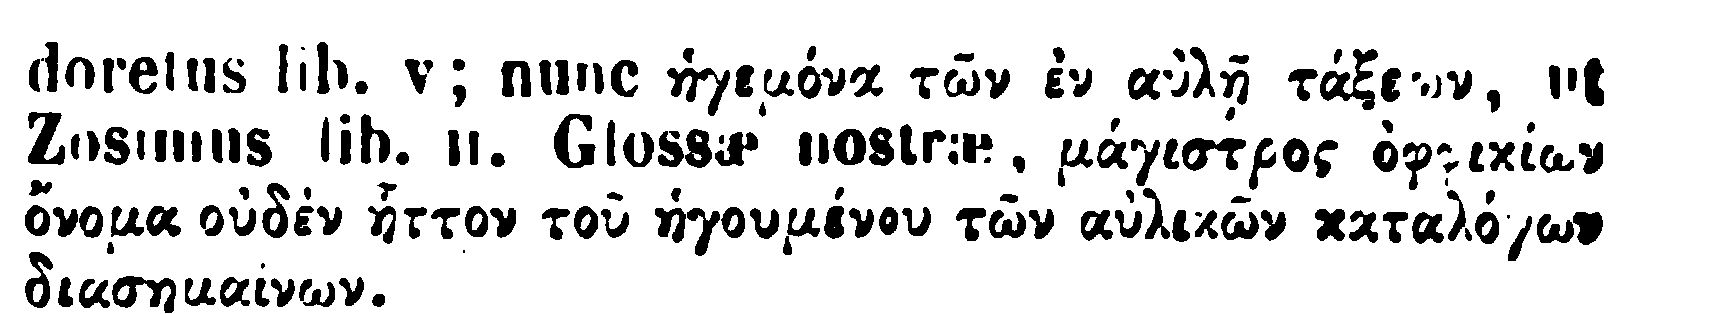 doretus lib. v; nunc ἡγεμόνα τῶν ἐν αὐλῇ τάξεων, ut
Zosimus lib. II. Glossæ nostræ, μάγιστρος ὀφφικίων
ὄνομα οὐδὲν ἧττον τοῦ ἡγουμένου τῶν αὐλικῶν καταλόγων
διασημαίνων.